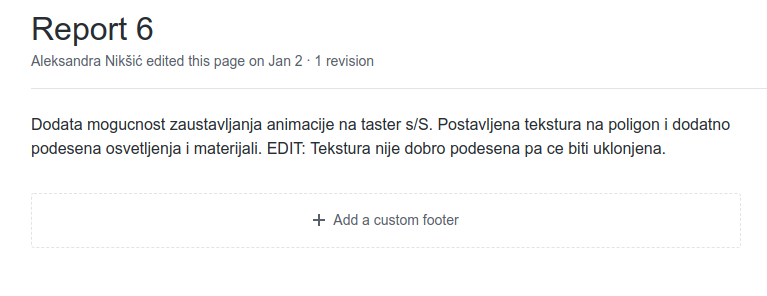 Report 6
Aleksandra Nikšić edited this page on Jan 2 · 1 revision
Dodata mogucnost zaustavljanja animacije na taster s/S. Postavljena tekstura na poligon i dodatno
podesena osvetljenja i materijali. EDIT: Tekstura nije dobro podesena pa ce biti uklonjena.
+ Add a custom footer